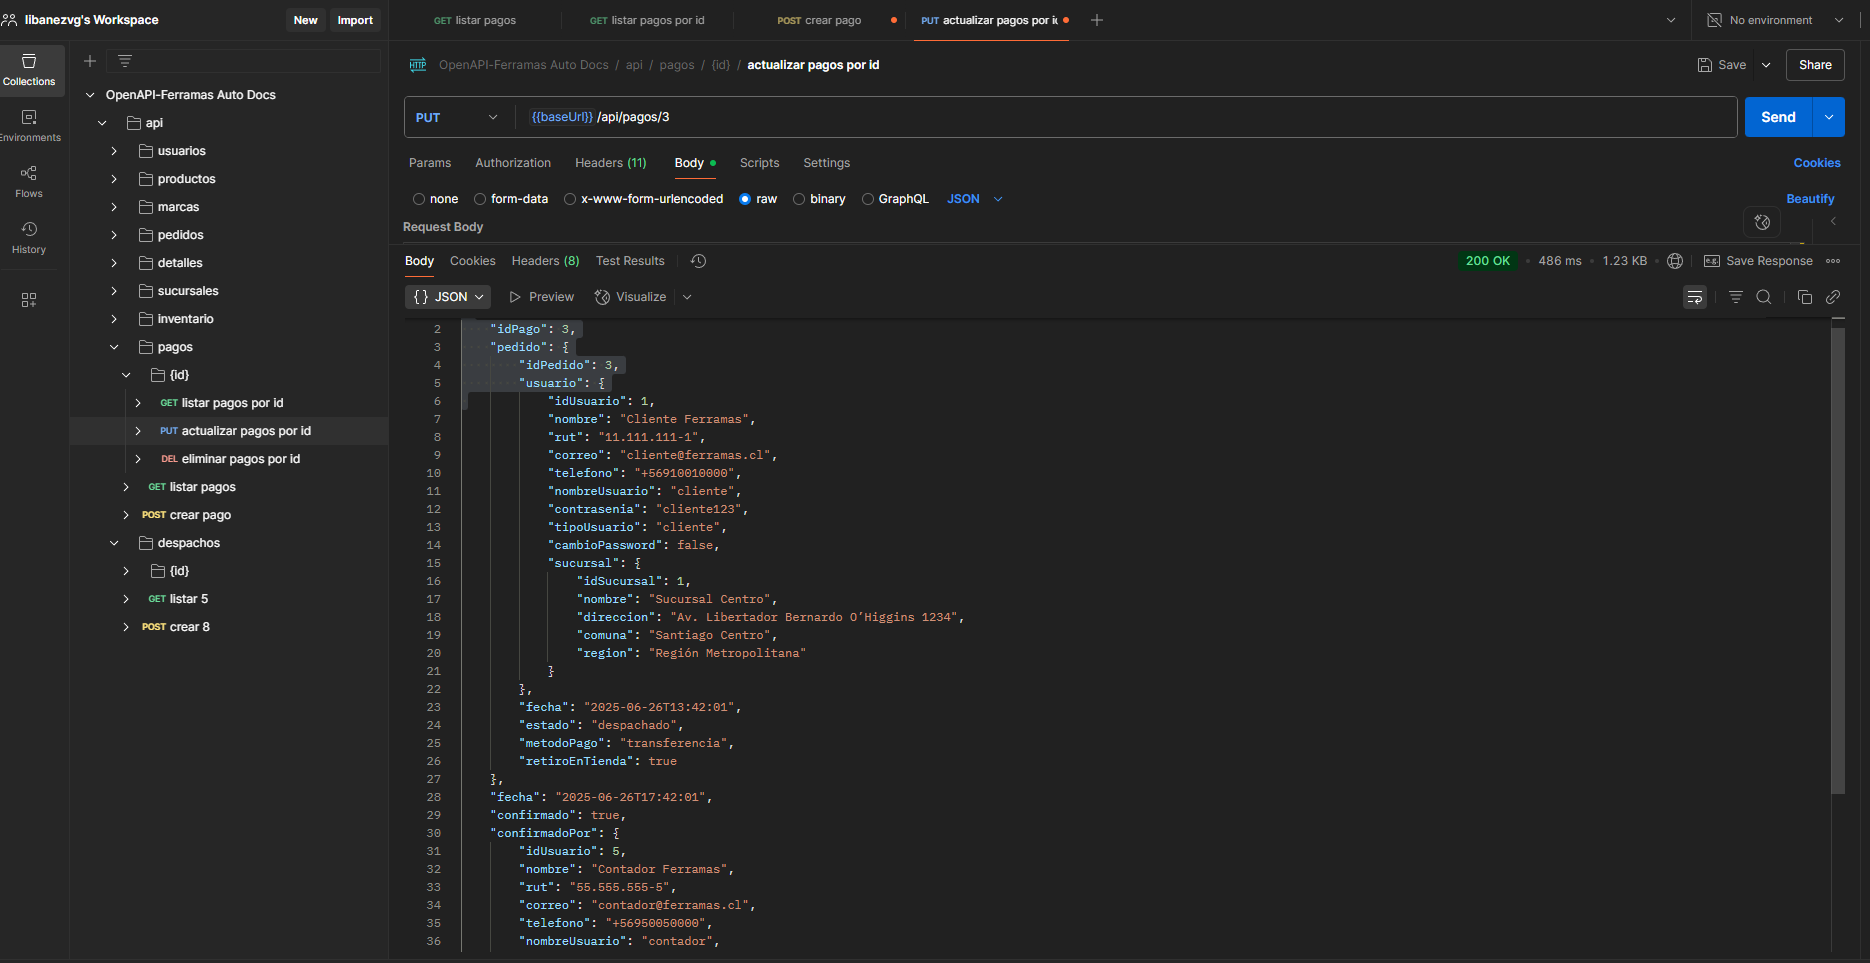 libanezvg's Workspace
New
Import
GET listar pagos
GET listar pagos por id
POST crear pago
PUT actualizar pagos por id
No environment
Collections
Environments
Flows
History
OpenAPI-Ferramas Auto Docs
api
usuarios
productos
marcas
pedidos
detalles
sucursales
inventario
pagos
{id}
GET listar pagos por id
PUT actualizar pagos por id
DEL eliminar pagos por id
GET listar pagos
POST crear pago
despachos
{id}
GET listar 5
POST crear 8
HTTP OpenAPI-Ferramas Auto Docs / api / pagos / {id} / actualizar pagos por id
Save
Share
PUT
{{baseUrl}} /api/pagos/3
Send
Params Authorization Headers (11) Body Scripts Settings
Cookies
none form-data x-www-form-urlencoded raw binary GraphQL JSON
Beautify
Request Body
Body Cookies Headers (8) Test Results
200 OK • 486 ms • 1.23 KB • e.g. Save Response
{} JSON Preview Visualize
2 "idPago": 3,
3 "pedido": {
4 "idPedido": 3,
5 "usuario": {
6 "idUsuario": 1,
7 "nombre": "Cliente Ferramas",
8 "rut": "11.111.111-1",
9 "correo": "cliente@ferramas.cl",
10 "telefono": "+56910010000",
11 "nombreUsuario": "cliente",
12 "contrasenia": "cliente123",
13 "tipoUsuario": "cliente",
14 "cambioPassword": false,
15 "sucursal": {
16 "idSucursal": 1,
17 "nombre": "Sucursal Centro",
18 "direccion": "Av. Libertador Bernardo O’Higgins 1234",
19 "comuna": "Santiago Centro",
20 "region": "Región Metropolitana"
21 }
22 },
23 "fecha": "2025-06-26T13:42:01",
24 "estado": "despachado",
25 "metodoPago": "transferencia",
26 "retiroEnTienda": true
27 },
28 "fecha": "2025-06-26T17:42:01",
29 "confirmado": true,
30 "confirmadoPor": {
31 "idUsuario": 5,
32 "nombre": "Contador Ferramas",
33 "rut": "55.555.555-5",
34 "correo": "contador@ferramas.cl",
35 "telefono": "+56950050000",
36 "nombreUsuario": "contador",